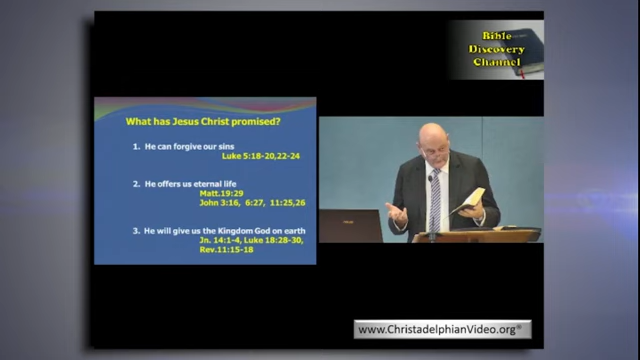 Bible
Discovery
Channel
What has Jesus Christ promised?
1. He can forgive our sins
Luke 5:18-20,22-24
2. He offers us eternal life
Matt.19:29
John 3:16, 6:27, 11:25,26
3. He will give us the Kingdom God on earth
Jn. 14:1-4, Luke 18:28-30,
Rev.11:15-18
www.ChristadelphianVideo.org®